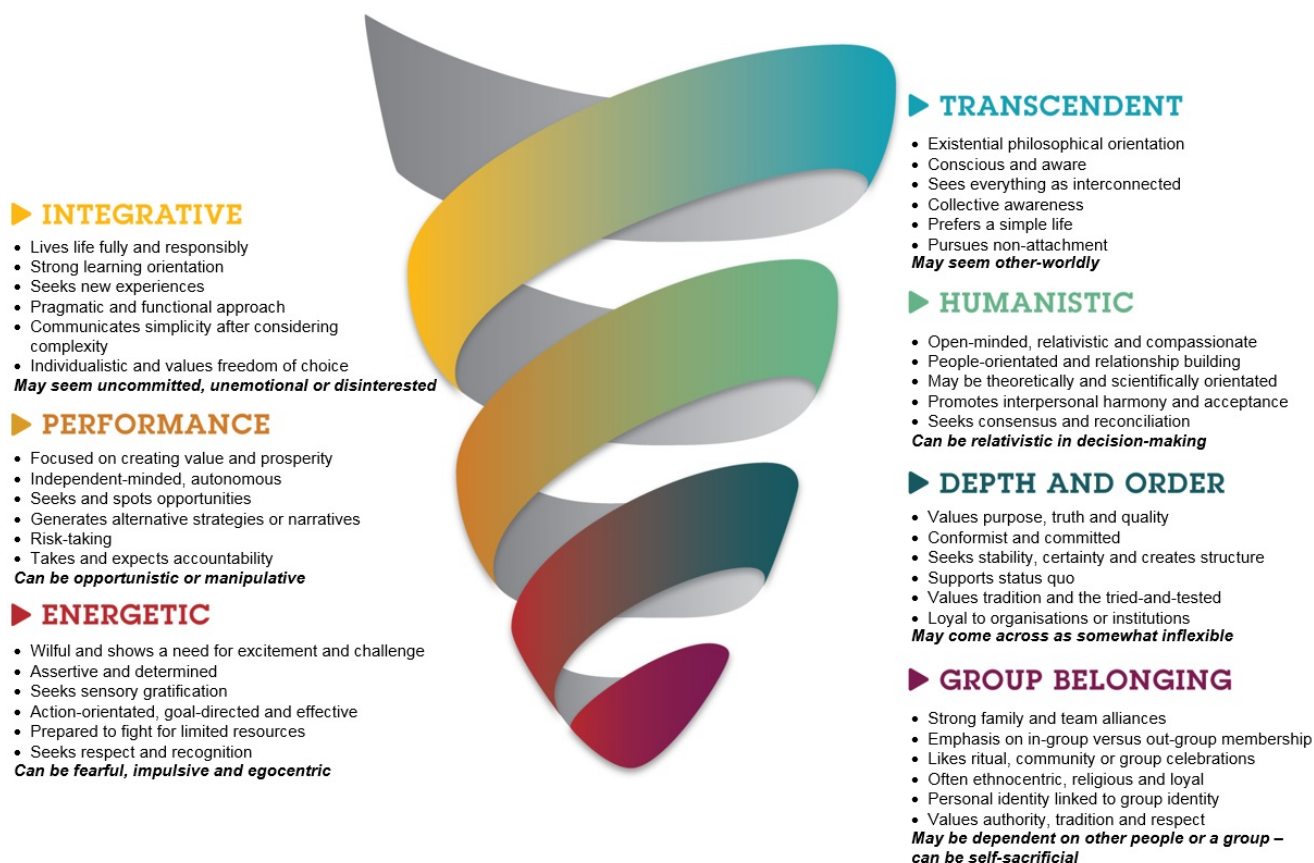 INTEGRATIVE
Lives life fully and responsibly
Strong learning orientation
Seeks new experiences
Pragmatic and functional approach
Communicates simplicity after considering
complexity
Individualistic and values freedom of choice
May seem uncommitted, unemotional or disinterested
PERFORMANCE
Focused on creating value and prosperity
Independent-minded, autonomous
Seeks and spots opportunities
Generates alternative strategies or narratives
Risk-taking
Takes and expects accountability
Can be opportunistic or manipulative
ENERGETIC
Wilful and shows a need for excitement and challenge
Assertive and determined
Seeks sensory gratification
Action-orientated, goal-directed and effective
Prepared to fight for limited resources
Seeks respect and recognition
Can be fearful, impulsive and egocentric
TRANSCENDENT
Existential philosophical orientation
Conscious and aware
Sees everything as interconnected
Collective awareness
Prefers a simple life
Pursues non-attachment
May seem other-worldly
HUMANISTIC
Open-minded, relativistic and compassionate
People-orientated and relationship building
May be theoretically and scientifically orientated
Promotes interpersonal harmony and acceptance
Seeks consensus and reconciliation
Can be relativistic in decision-making
DEPTH AND ORDER
Values purpose, truth and quality
Conformist and committed
Seeks stability, certainty and creates structure
Supports status quo
Values tradition and the tried-and-tested
Loyal to organisations or institutions
May come across as somewhat inflexible
GROUP BELONGING
Strong family and team alliances
Emphasis on in-group versus out-group membership
Likes ritual, community or group celebrations
Often ethnocentric, religious and loyal
Personal identity linked to group identity
Values authority, tradition and respect
May be dependent on other people or a group –
can be self-sacrificial